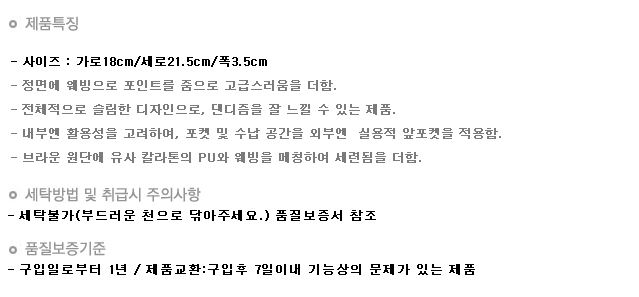 제품특징
- 사이즈 : 가로18cm/세로21.5cm/폭3.5cm
- 정면에 웨빙으로 포인트를 줌으로 고급스러움을 더함.
- 전체적으로 슬림한 디자인으로, 댄디즘을 잘 느낄 수 있는 제품.
- 내부엔 활용성을 고려하여, 포켓 및 수납 공간을 외부엔 실용적 앞포켓을 적용함.
- 브라운 원단에 유사 칼라톤의 PU와 웨빙을 메칭하여 세련됨을 더함.
세탁방법 및 취급시 주의사항
- 세탁불가(부드러운 천으로 닦아주세요.) 품질보증서 참조
품질보증기준
- 구입일로부터 1년 / 제품교환:구입후 7일이내 기능상의 문제가 있는 제품